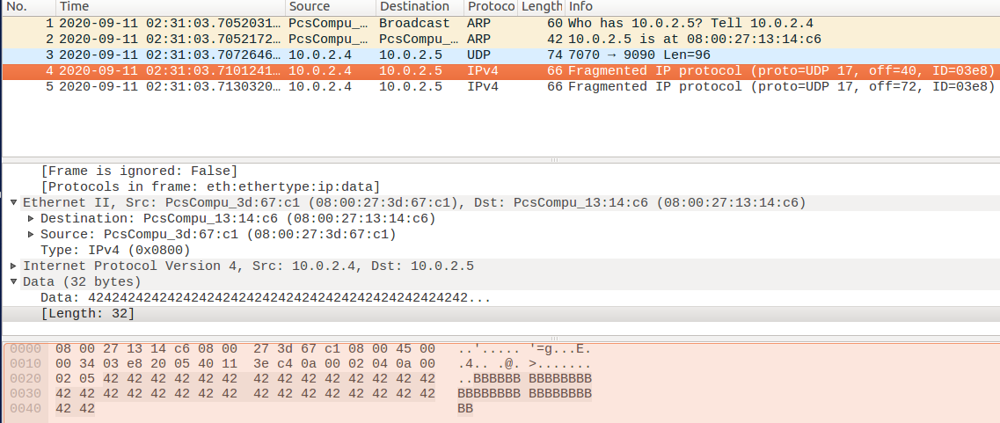 No. Time Source Destination Protoco Length Info
1 2020-09-11 02:31:03.7052031… PcsCompu_… Broadcast ARP 60 Who has 10.0.2.5? Tell 10.0.2.4
2 2020-09-11 02:31:03.7052172… PcsCompu_… PcsCompu_… ARP 42 10.0.2.5 is at 08:00:27:13:14:c6
3 2020-09-11 02:31:03.7072646… 10.0.2.4 10.0.2.5 UDP 74 7070 → 9090 Len=96
4 2020-09-11 02:31:03.7101241… 10.0.2.4 10.0.2.5 IPv4 66 Fragmented IP protocol (proto=UDP 17, off=40, ID=03e8)
5 2020-09-11 02:31:03.7130320… 10.0.2.4 10.0.2.5 IPv4 66 Fragmented IP protocol (proto=UDP 17, off=72, ID=03e8)
[Frame is ignored: False]
[Protocols in frame: eth:ethertype:ip:data]
Ethernet II, Src: PcsCompu_3d:67:c1 (08:00:27:3d:67:c1), Dst: PcsCompu_13:14:c6 (08:00:27:13:14:c6)
Destination: PcsCompu_13:14:c6 (08:00:27:13:14:c6)
Source: PcsCompu_3d:67:c1 (08:00:27:3d:67:c1)
Type: IPv4 (0x0800)
Internet Protocol Version 4, Src: 10.0.2.4, Dst: 10.0.2.5
Data (32 bytes)
Data: 424242424242424242424242424242424242424242424242...
[Length: 32]
0000 08 00 27 13 14 c6 08 00 27 3d 67 c1 08 00 45 00 ..'..... '=g...E.
0010 00 34 03 e8 20 05 40 11 3e c4 0a 00 02 04 0a 00 .4.. .@. >.......
0020 02 05 42 42 42 42 42 42 42 42 42 42 42 42 42 42 ..BBBBBB BBBBBBBB
0030 42 42 42 42 42 42 42 42 42 42 42 42 42 42 42 42 BBBBBBBB BBBBBBBB
0040 42 42 BB